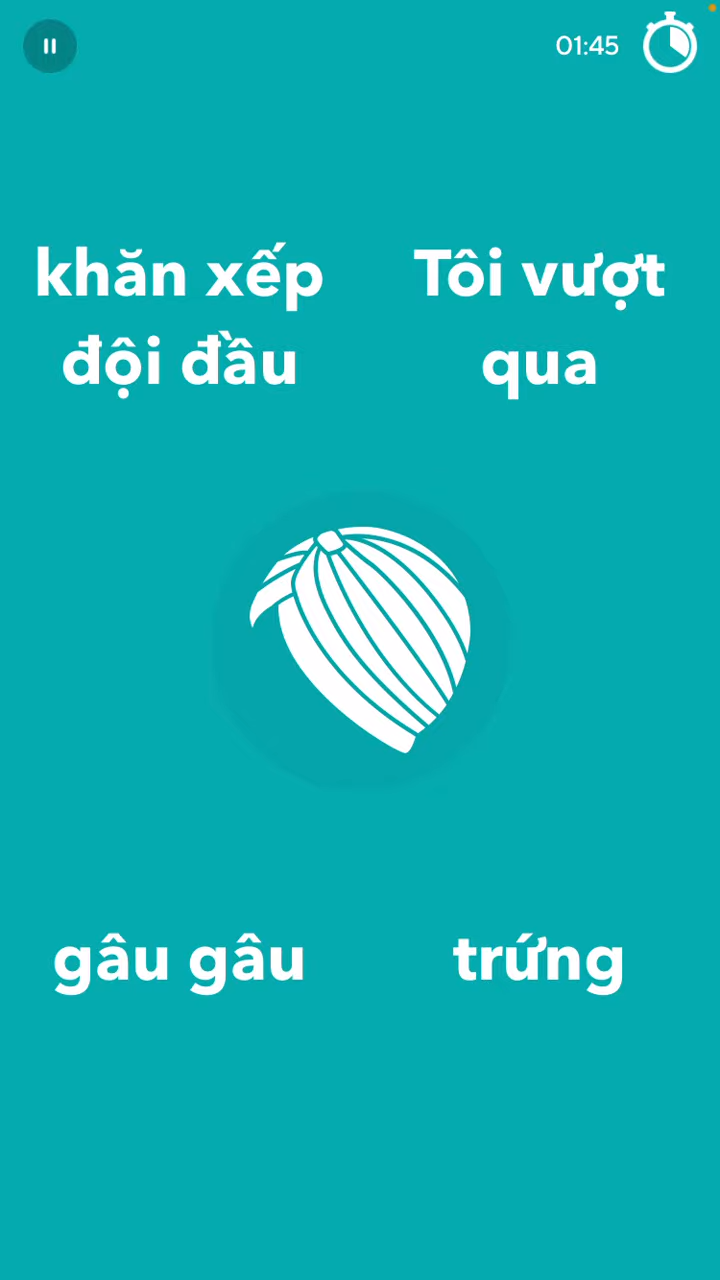 01:45
khăn xếp
đội đầu
Tôi vượt
qua
gâu gâu
trứng